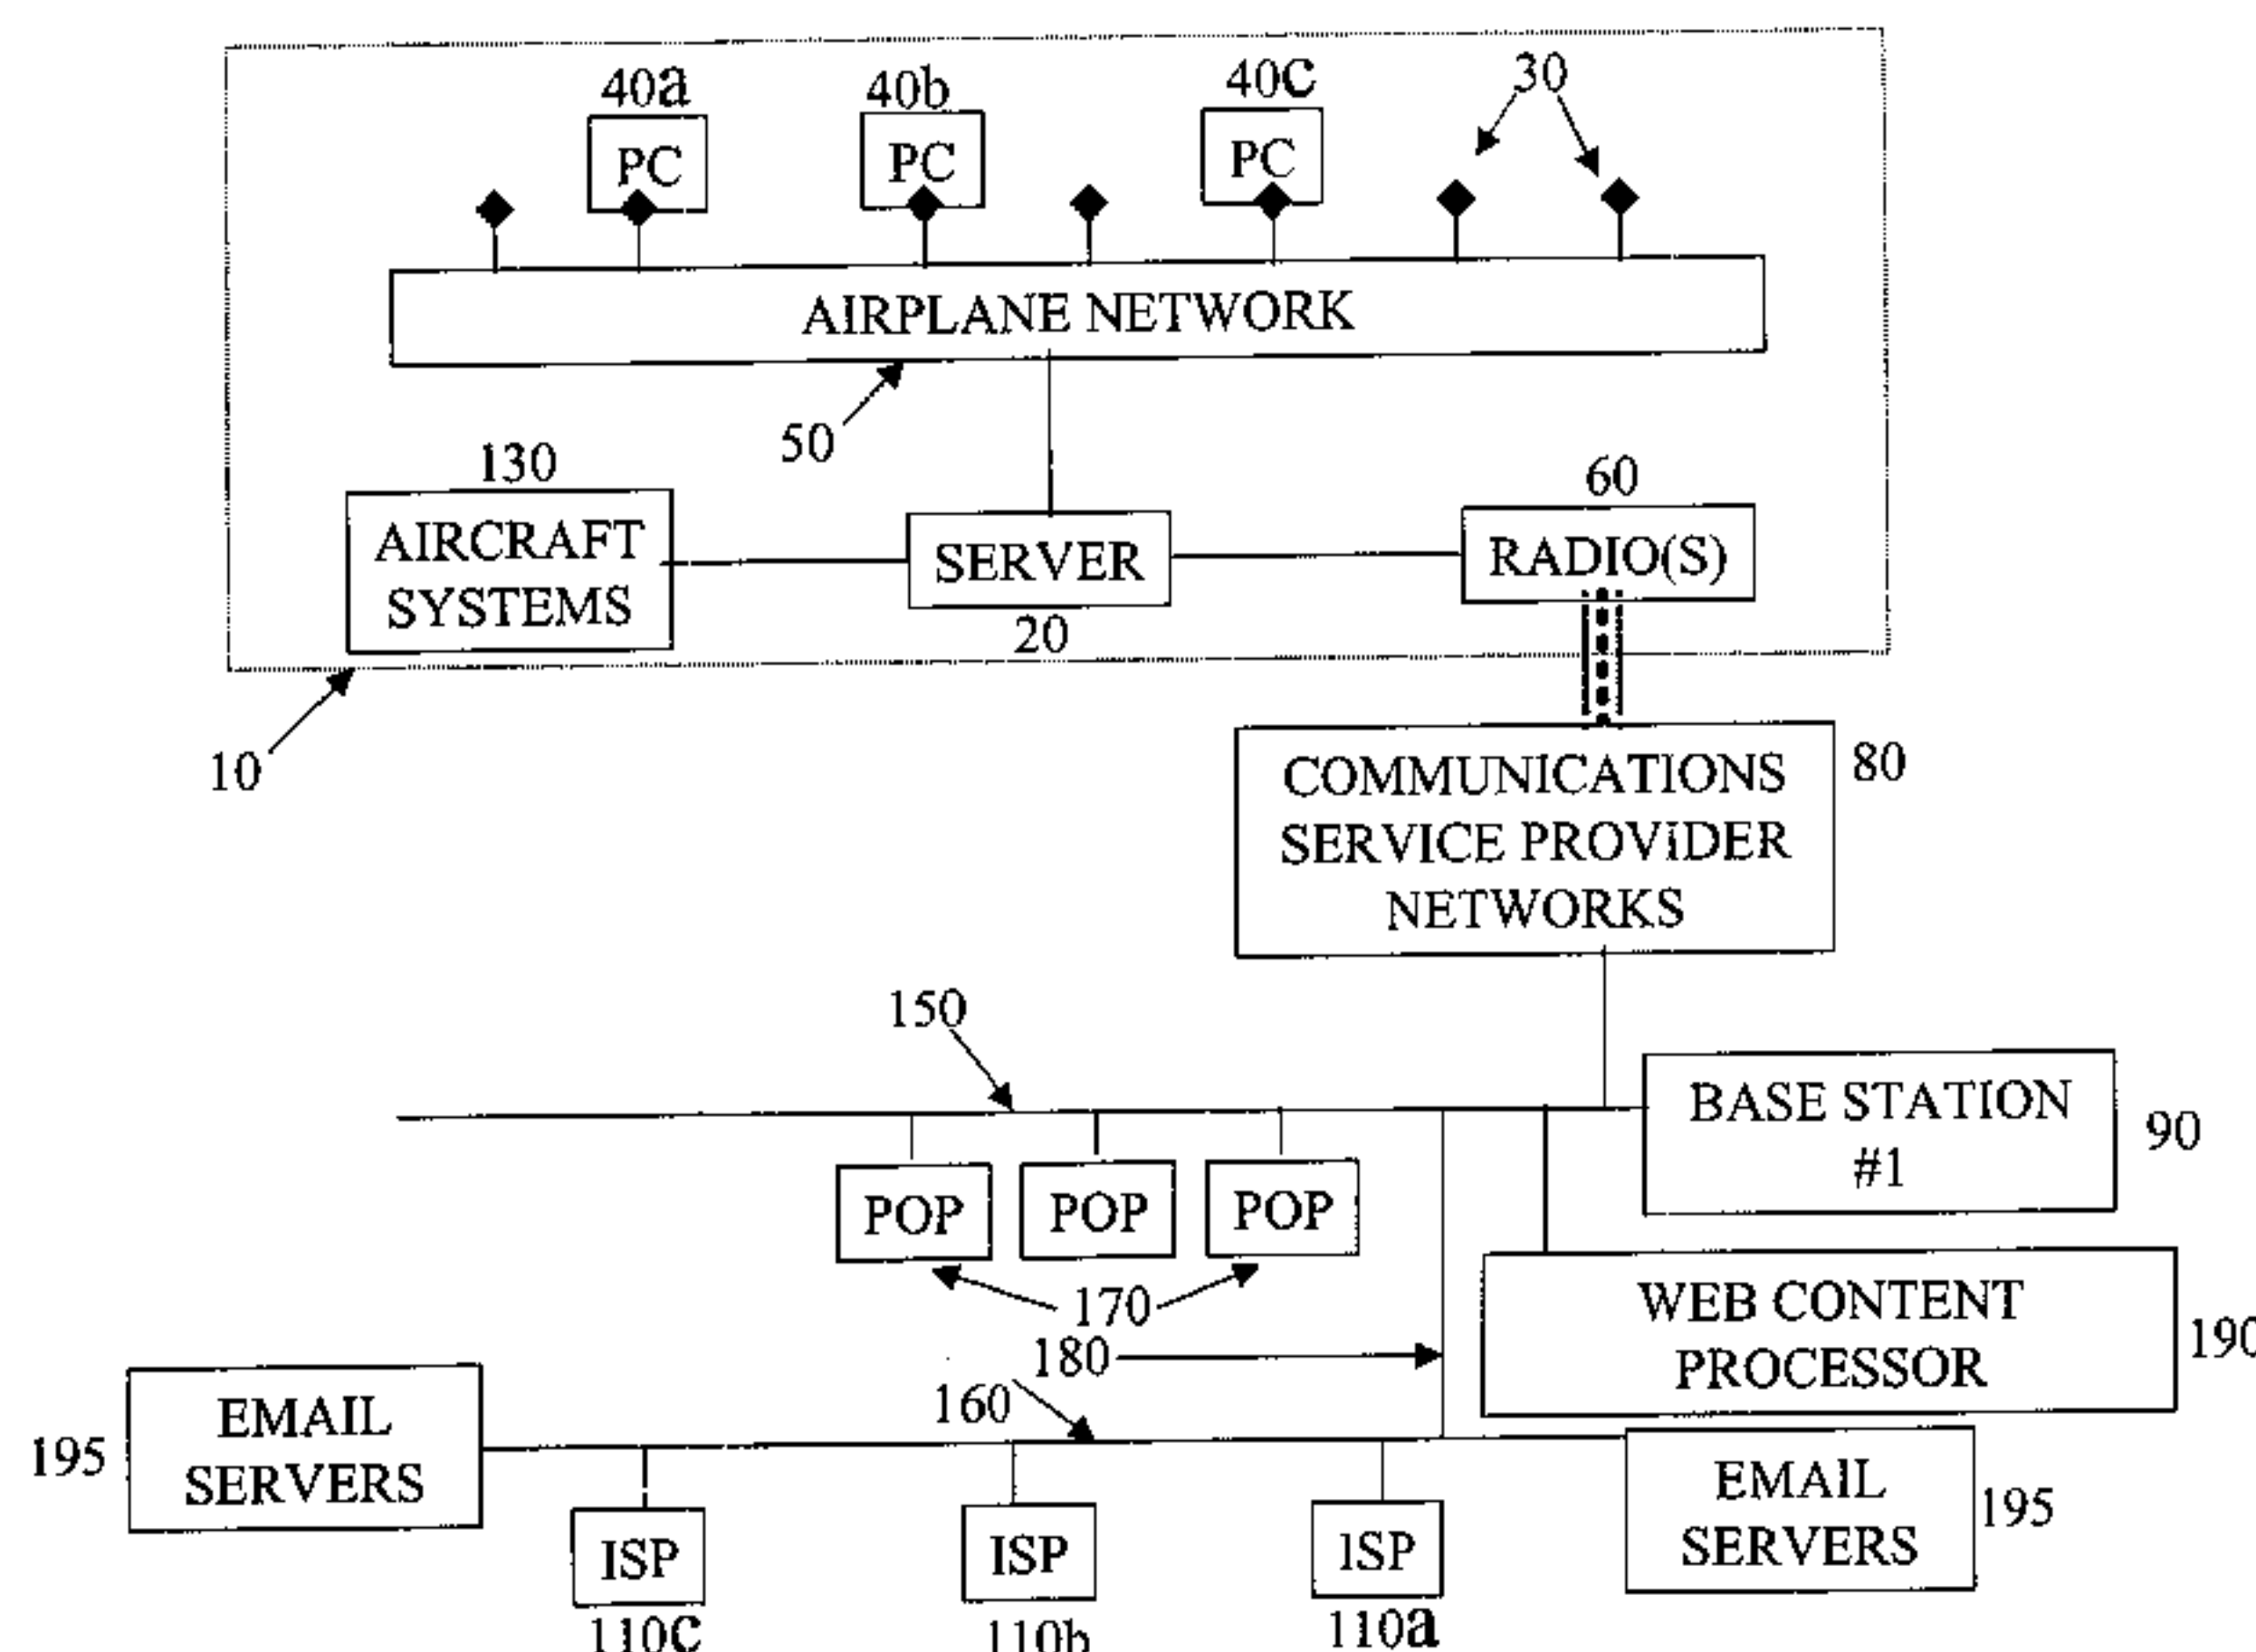 40a
40b
40c
30
PC
PC
PC
AIRPLANE NETWORK
50
130
60
AIRCRAFT
SYSTEMS
SERVER
RADIO(S)
20
10
COMMUNICATIONS
SERVICE PROVIDER
NETWORKS
80
150
BASE STATION
#1
90
POP
POP
POP
170
WEB CONTENT
PROCESSOR
190
180
160
EMAIL
SERVERS
195
EMAIL
SERVERS
195
ISP
ISP
ISP
110c
110b
110a